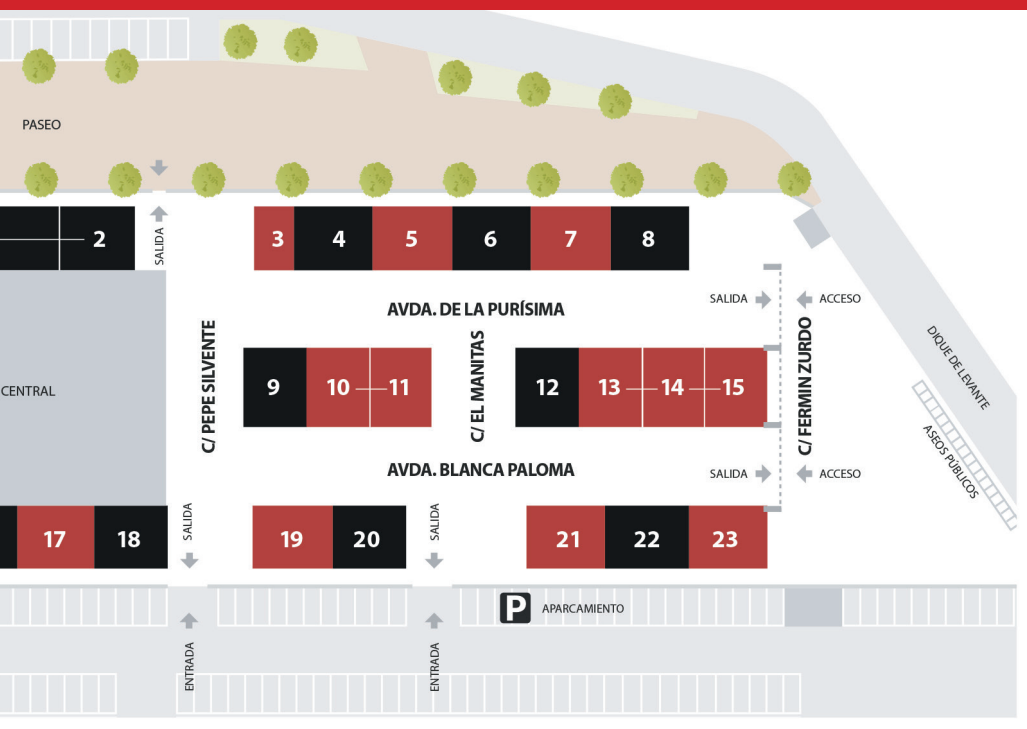 PASEO
SALIDA
2
3
4
5
6
7
8
AVDA. DE LA PURÍSIMA
SALIDA
ACCESO
C/ PEPE SILVENTE
C/ EL MANITAS
C/ FERMIN ZURDO
DIQUE DE LEVANTE
ASEOS PÚBLICOS
CENTRAL
9
10
11
12
13
14
15
AVDA. BLANCA PALOMA
SALIDA
ACCESO
17
18
SALIDA
19
20
SALIDA
21
22
23
P
APARCAMIENTO
ENTRADA
ENTRADA